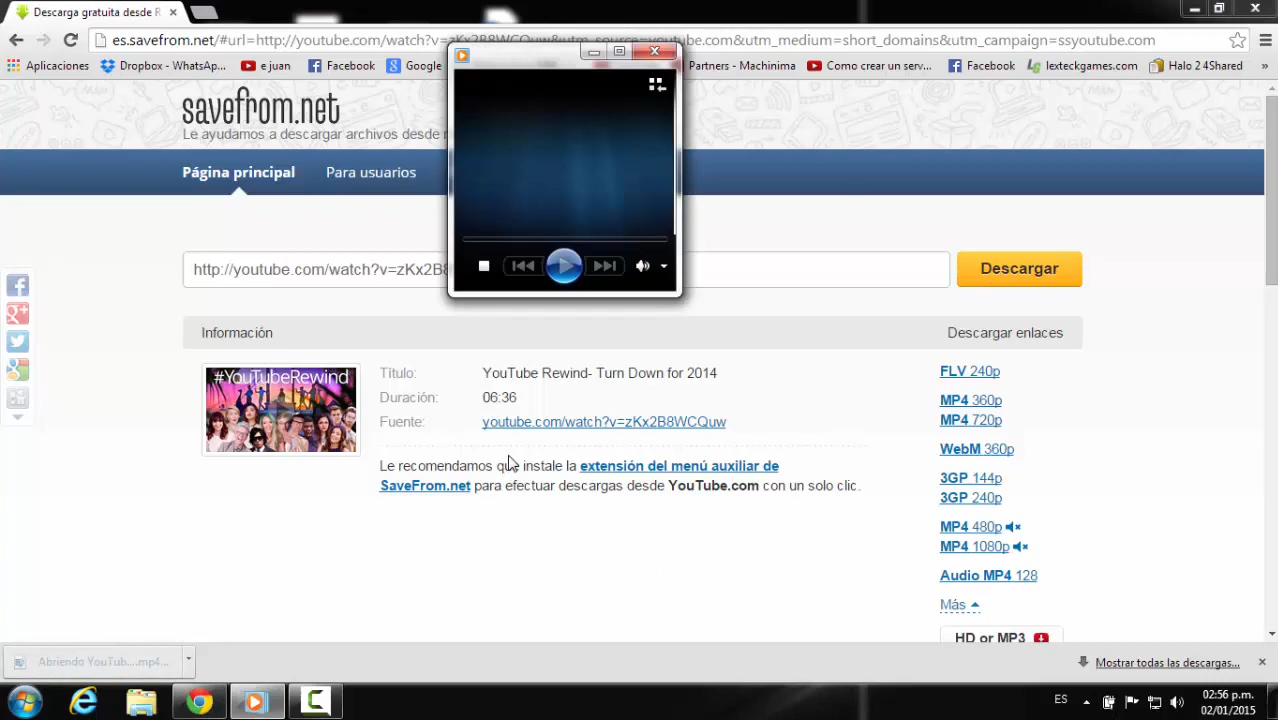 Descarga gratuita desde R
es.savefrom.net/#url=http://youtube.com/watch?v=zKx2B8WCQuw&utm_source=youtube.com&utm_medium=short_domains&utm_campaign=ssyoutube.com
Aplicaciones Dropbox - WhatsAp... e juan Facebook Google Partners - Machinima Como crear un serv... Facebook lexteckgames.com Halo 2 4Shared
savefrom.net
Le ayudamos a descargar archivos desde
Página principal Para usuarios
http://youtube.com/watch?v=zKx2B8 Descargar
Información Descargar enlaces
#YouTubeRewind
Título: YouTube Rewind- Turn Down for 2014
Duración: 06:36
Fuente: youtube.com/watch?v=zKx2B8WCQuw
Le recomendamos que instale la extensión del menú auxiliar de
SaveFrom.net para efectuar descargas desde YouTube.com con un solo clic.
FLV 240p
MP4 360p
MP4 720p
WebM 360p
3GP 144p
3GP 240p
MP4 480p
MP4 1080p
Audio MP4 128
Más
HD or MP3
Abriendo YouTub....mp4... Mostrar todas las descargas...
ES 02:56 p.m.
02/01/2015